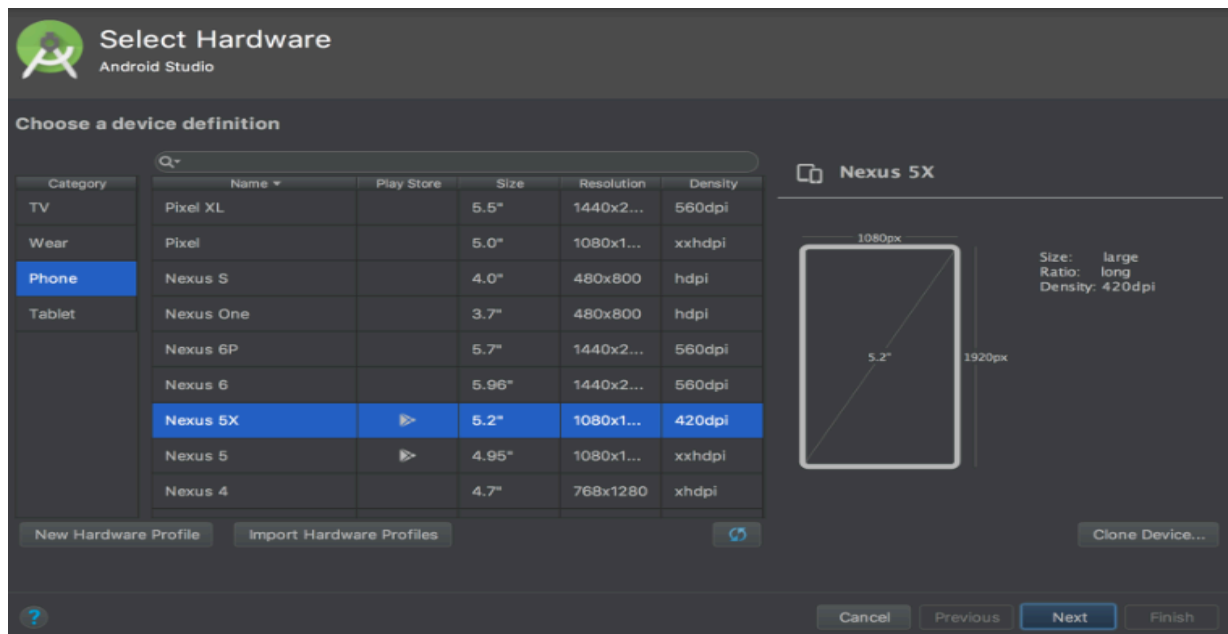 Select Hardware
Android Studio
Choose a device definition
Category Name Play Store Size Resolution Density
TV Pixel XL 5.5" 1440x2... 560dpi
Wear Pixel 5.0" 1080x1... xxhdpi
Phone Nexus S 4.0" 480x800 hdpi
Tablet Nexus One 3.7" 480x800 hdpi
Nexus 6P 5.7" 1440x2... 560dpi
Nexus 6 5.96" 1440x2... 560dpi
Nexus 5X 5.2" 1080x1... 420dpi
Nexus 5 4.95" 1080x1... xxhdpi
Nexus 4 4.7" 768x1280 xhdpi
New Hardware Profile Import Hardware Profiles
Nexus 5X
1080px
5.2"
1920px
Size: large
Ratio: long
Density: 420dpi
Clone Device...
? Cancel Previous Next Finish